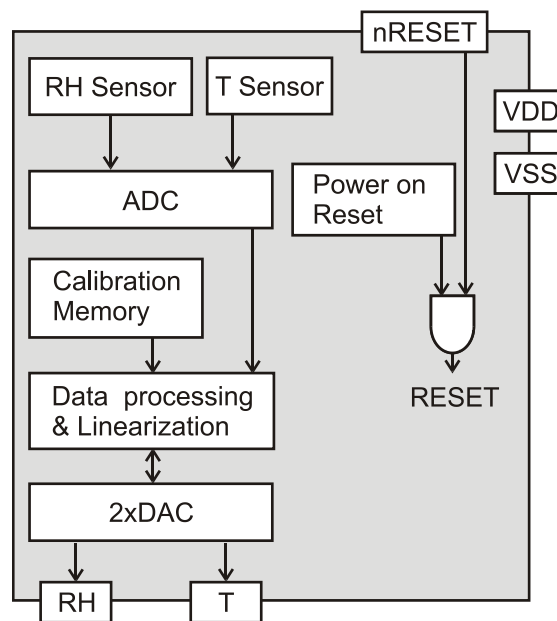 nRESET
RH Sensor
T Sensor
VDD
VSS
ADC
Power on
Reset
Calibration
Memory
Data processing
& Linearization
RESET
2xDAC
RH
T